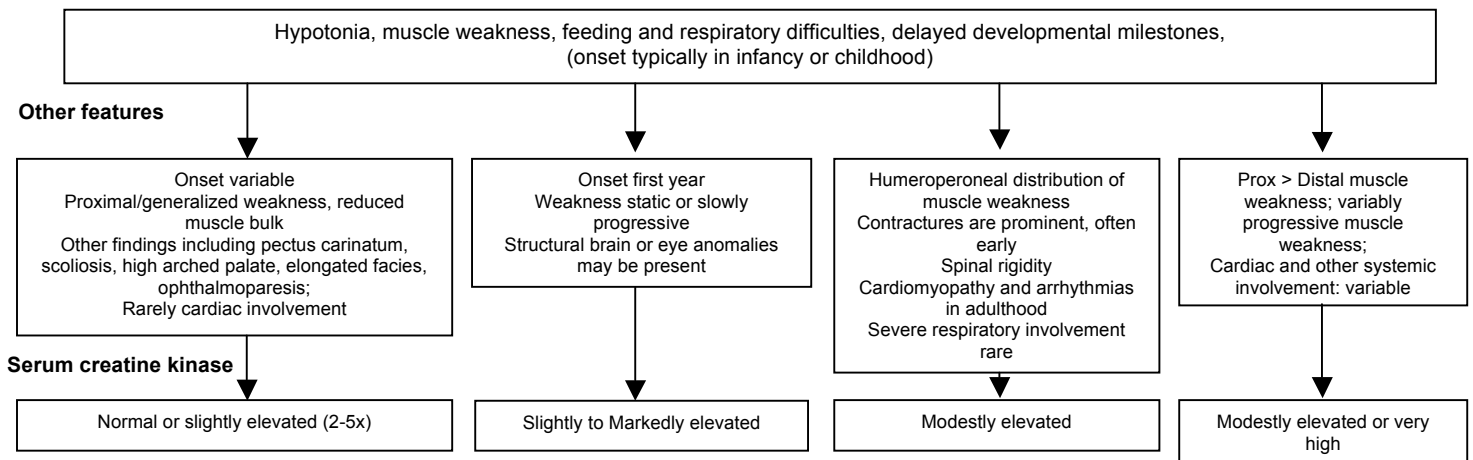 Hypotonia, muscle weakness, feeding and respiratory difficulties, delayed developmental milestones,
(onset typically in infancy or childhood)
Other features
Onset variable
Proximal/generalized weakness, reduced
muscle bulk
Other findings including pectus carinatum,
scoliosis, high arched palate, elongated facies,
ophthalmoparesis;
Rarely cardiac involvement
Onset first year
Weakness static or slowly
progressive
Structural brain or eye anomalies
may be present
Humeroperoneal distribution of
muscle weakness
Contractures are prominent, often
early
Spinal rigidity
Cardiomyopathy and arrhythmias
in adulthood
Severe respiratory involvement
rare
Prox > Distal muscle
weakness; variably
progressive muscle
weakness;
Cardiac and other systemic
involvement: variable
Serum creatine kinase
Normal or slightly elevated (2-5x)
Slightly to Markedly elevated
Modestly elevated
Modestly elevated or very
high